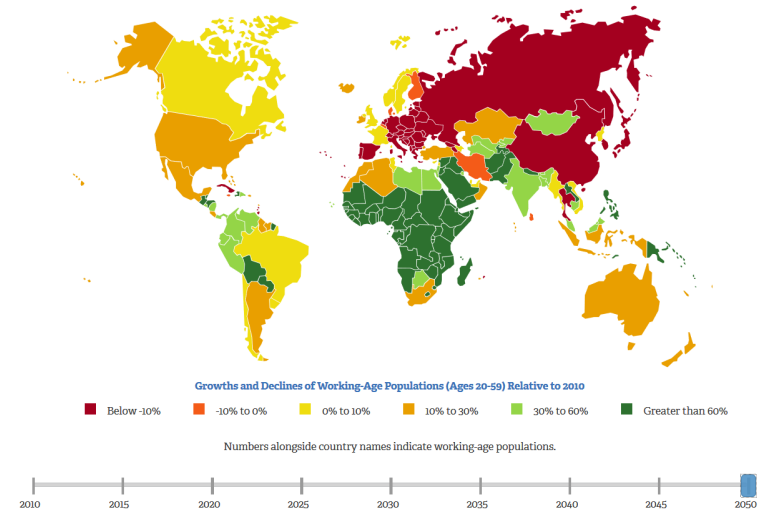 Growths and Declines of Working-Age Populations (Ages 20-59) Relative to 2010
Below -10% -10% to 0% 0% to 10% 10% to 30% 30% to 60% Greater than 60%
Numbers alongside country names indicate working-age populations.
2010 2015 2020 2025 2030 2035 2040 2045 2050